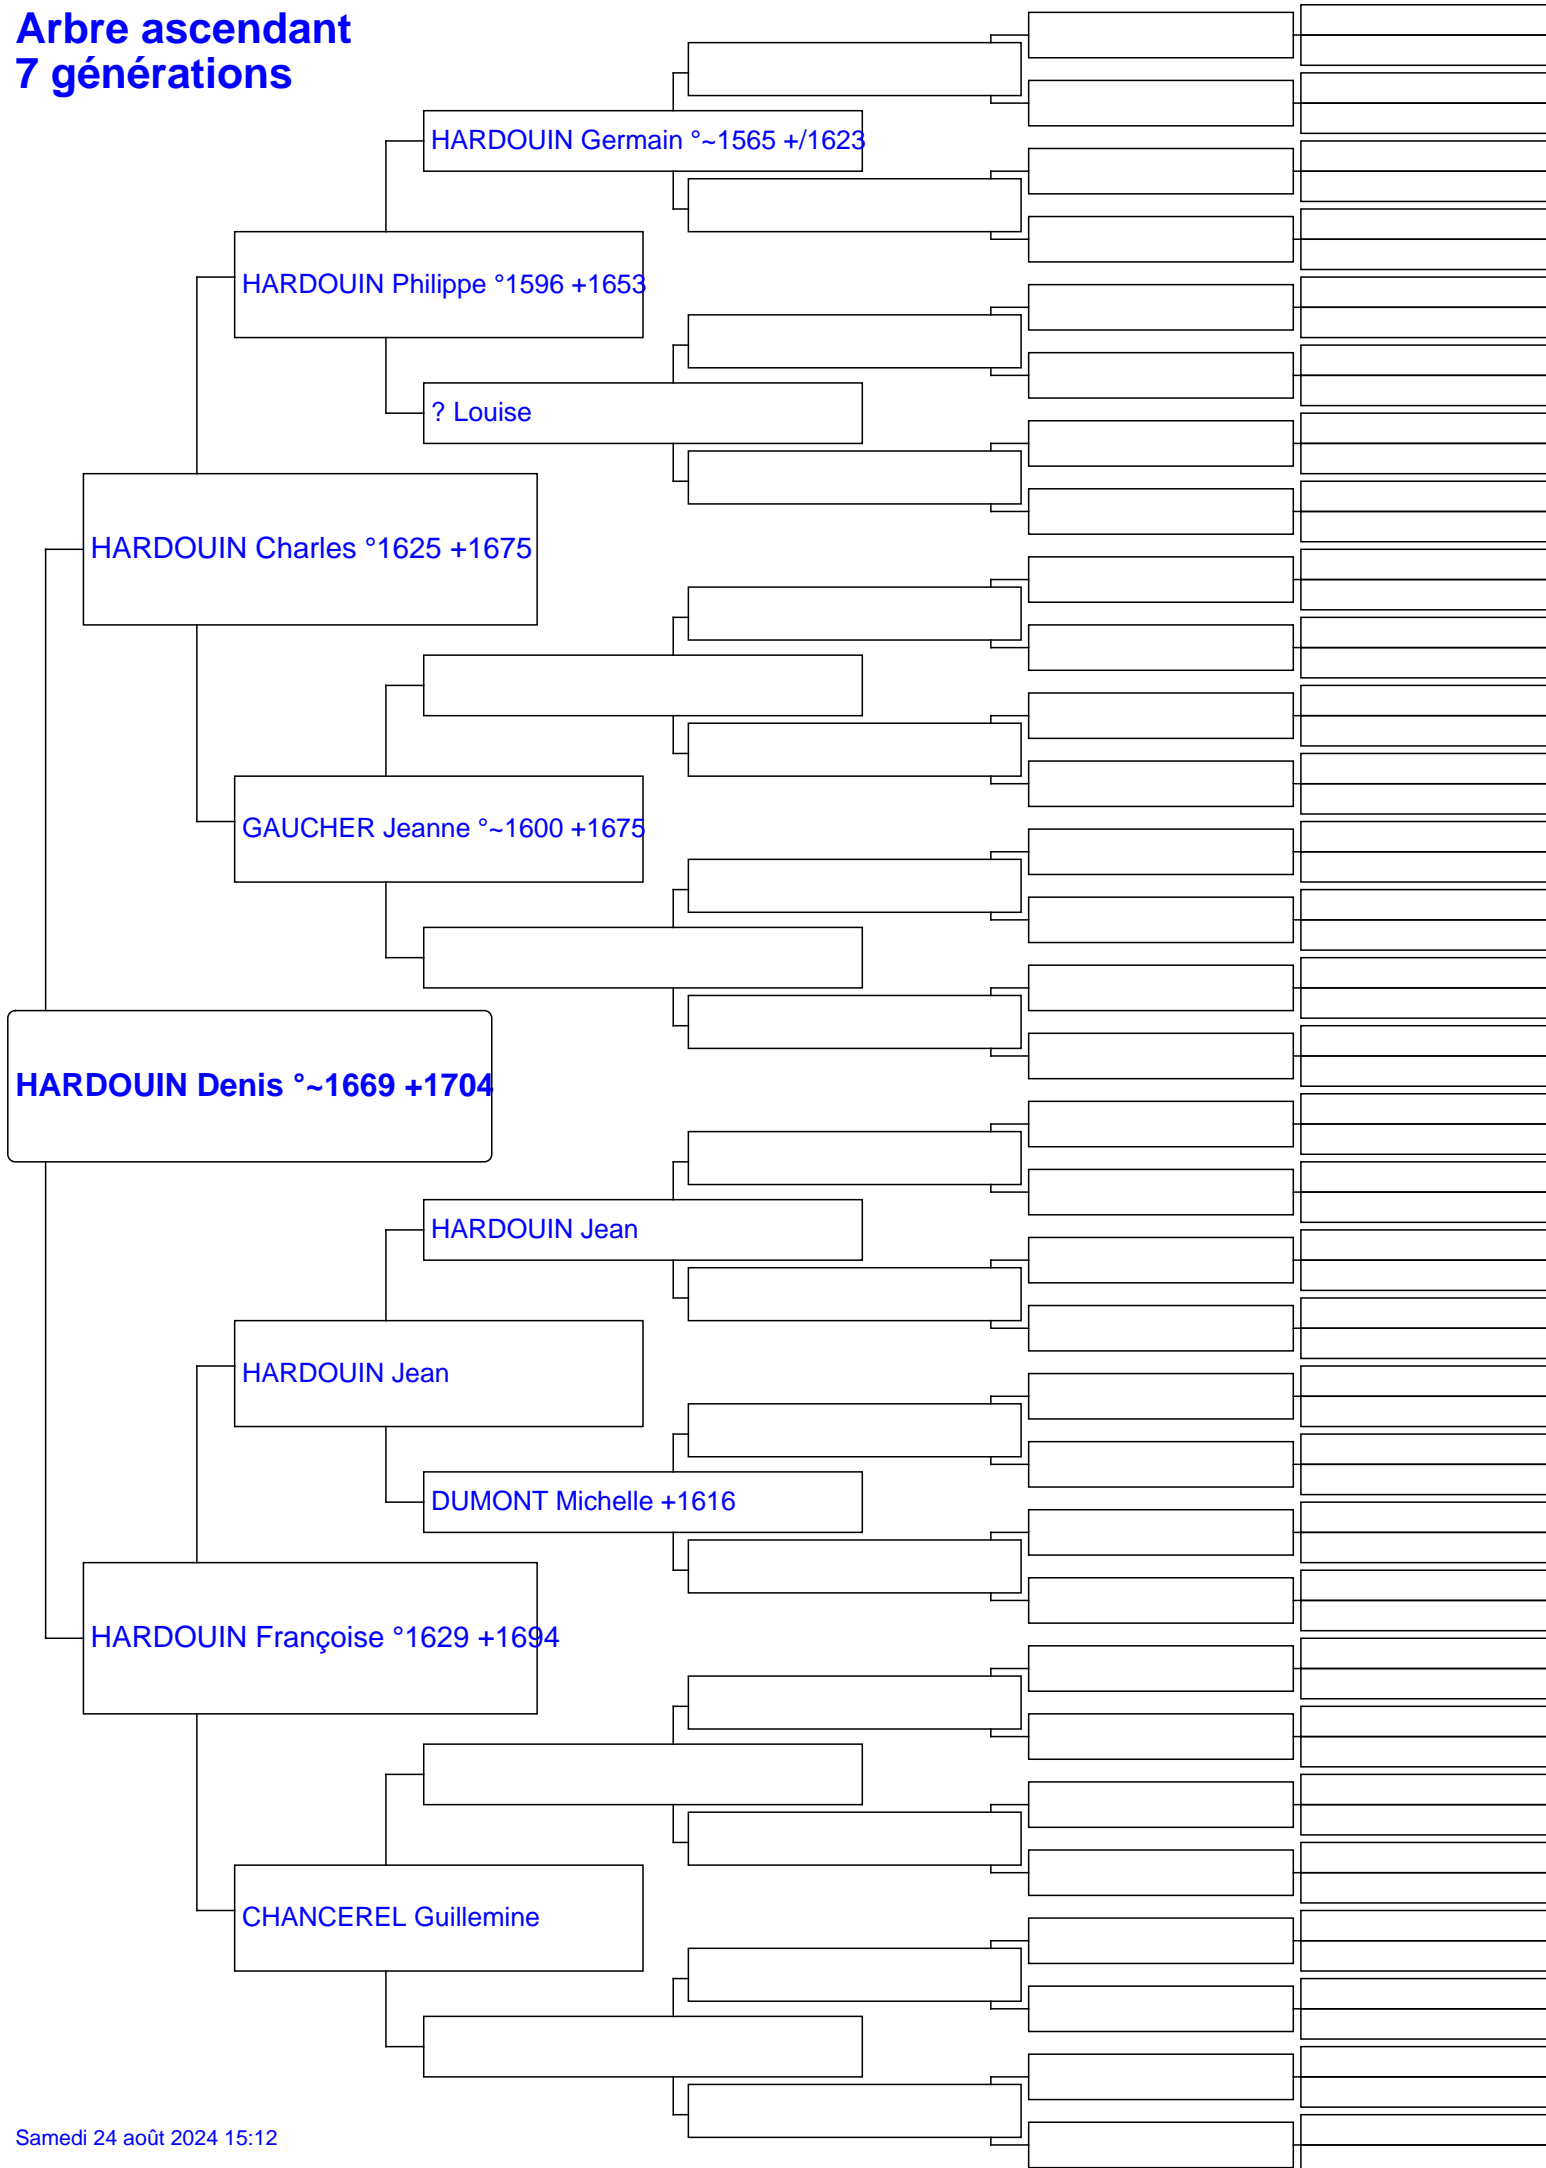 Arbre ascendant
7 générations
HARDOUIN Germain °~1565 +/1623
HARDOUIN Philippe °1596 +1653
? Louise
HARDOUIN Charles °1625 +1675
GAUCHER Jeanne °~1600 +1675
HARDOUIN Denis °~1669 +1704
HARDOUIN Jean
HARDOUIN Jean
DUMONT Michelle +1616
HARDOUIN Françoise °1629 +1694
CHANCEREL Guillemine
Samedi 24 août 2024 15:12